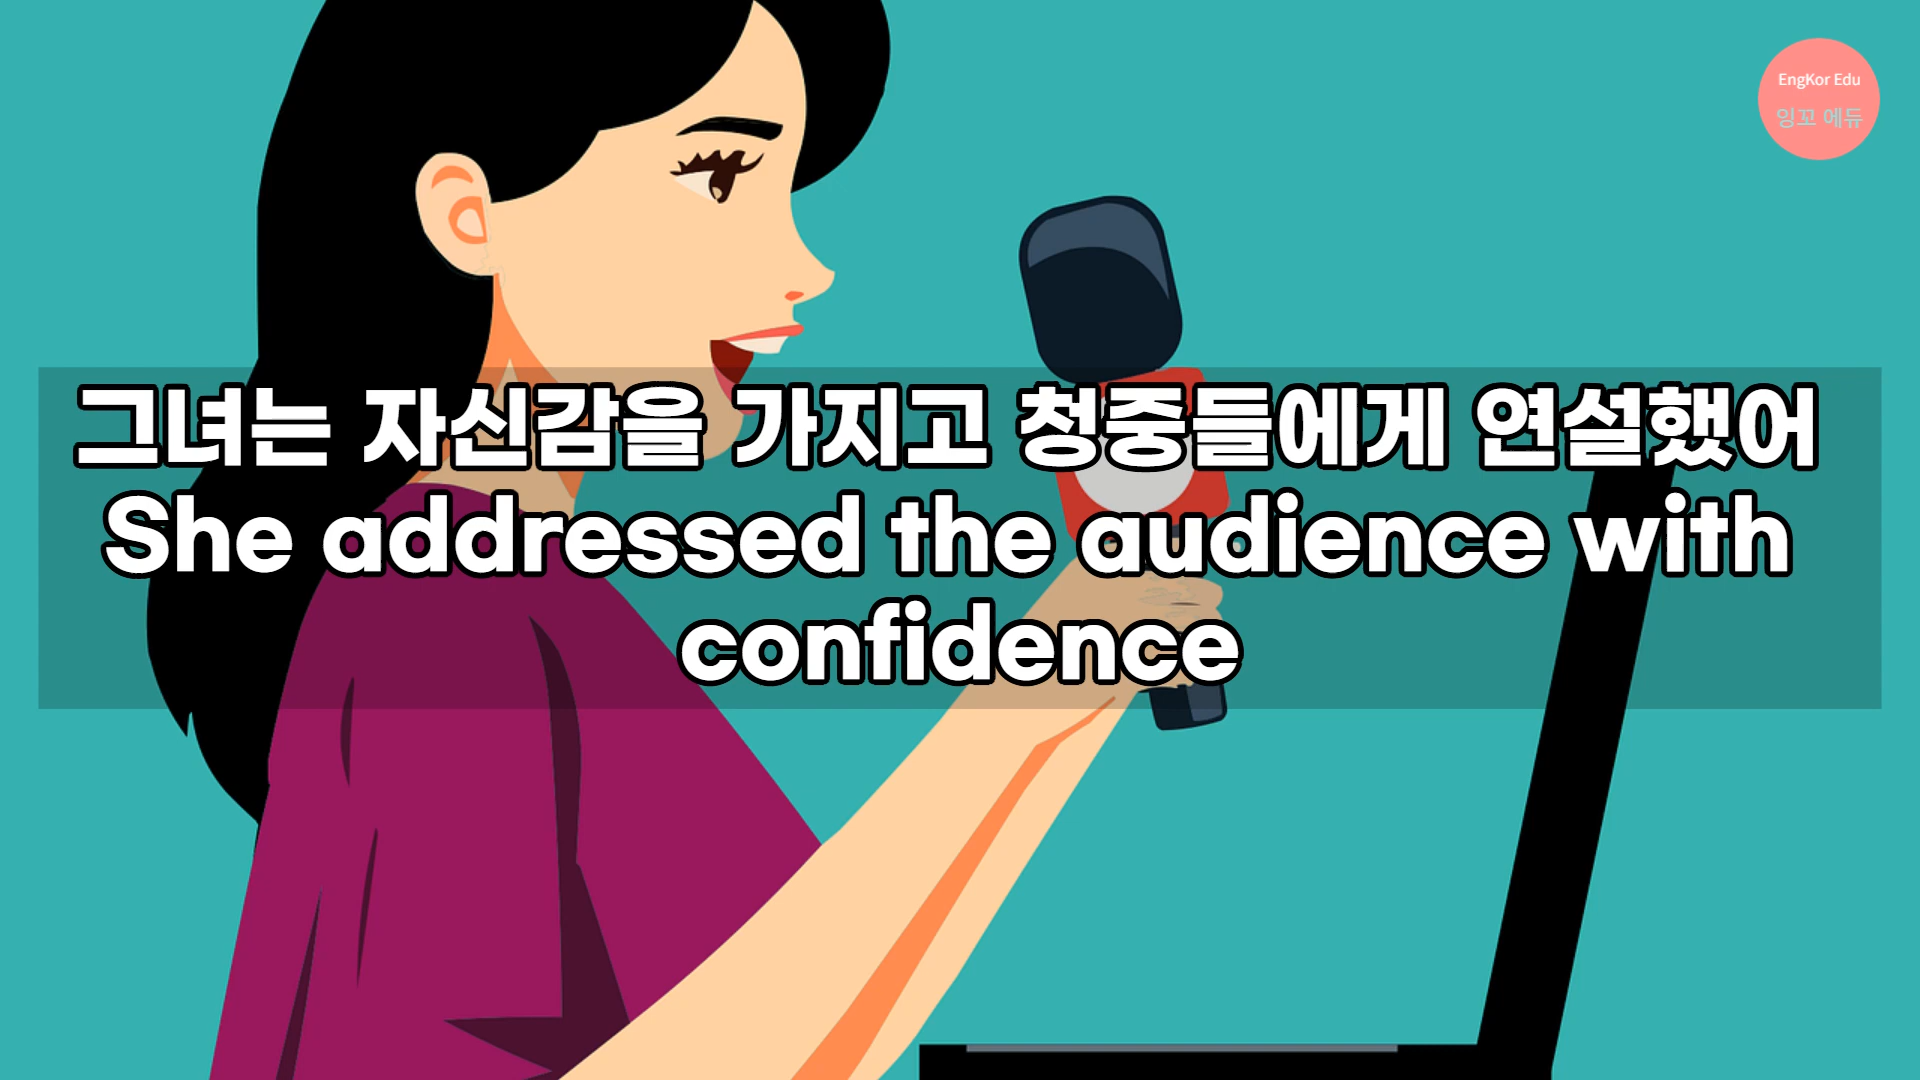 EngKor Edu
잉꼬 에듀
그녀는 자신감을 가지고 청중들에게 연설했어
She addressed the audience with
confidence